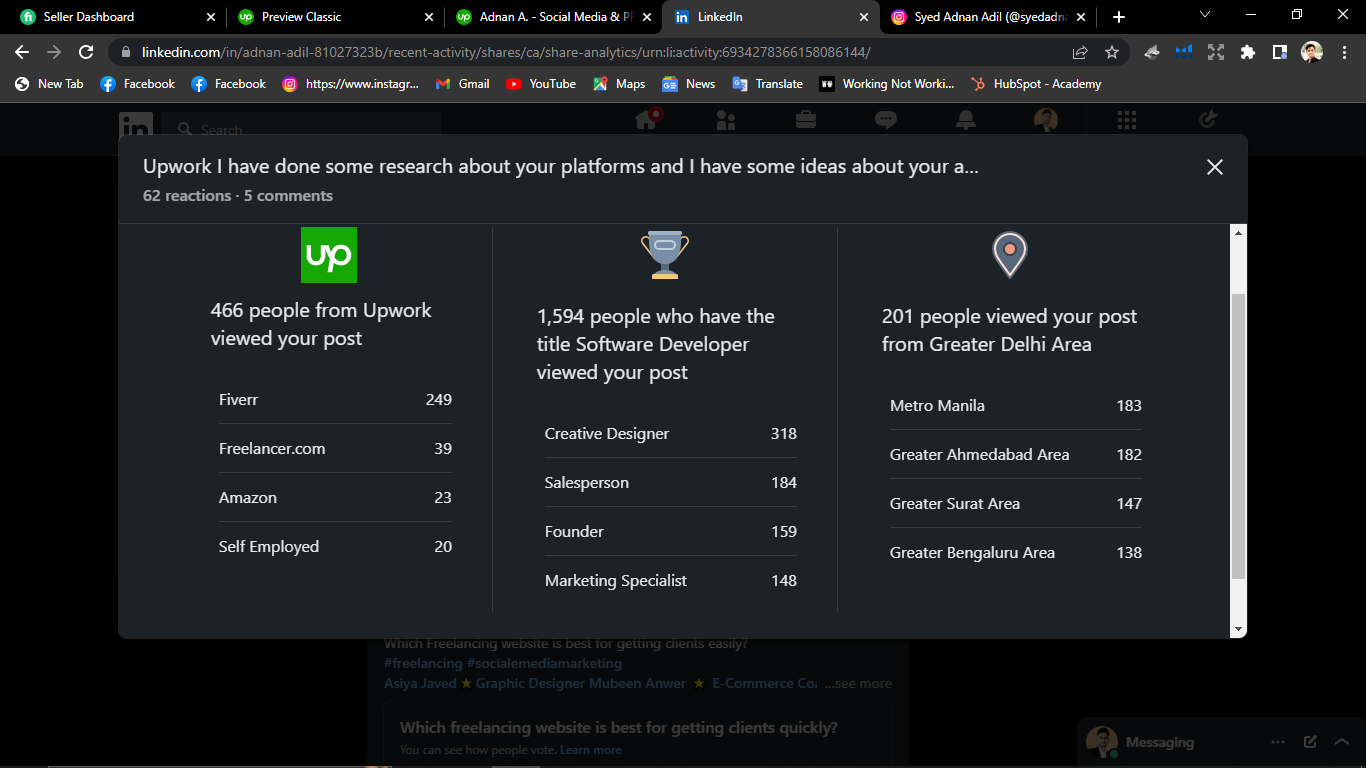 Seller Dashboard
Preview Classic
Adnan A. - Social Media & PP
LinkedIn
Syed Adnan Adil (@syedadna
linkedin.com/in/adnan-adil-81027323b/recent-activity/shares/ca/share-analytics/urn:li:activity:6934278366158086144/
New Tab
Facebook
Facebook
https://www.instagr...
Gmail
YouTube
Maps
News
Translate
Working Not Worki...
HubSpot - Academy
in
Search
Upwork I have done some research about your platforms and I have some ideas about your a...
62 reactions · 5 comments
up
466 people from Upwork
viewed your post
Fiverr 249
Freelancer.com 39
Amazon 23
Self Employed 20
1,594 people who have the
title Software Developer
viewed your post
Creative Designer 318
Salesperson 184
Founder 159
Marketing Specialist 148
201 people viewed your post
from Greater Delhi Area
Metro Manila 183
Greater Ahmedabad Area 182
Greater Surat Area 147
Greater Bengaluru Area 138
Which Freelancing website is best for getting clients easily?
#freelancing #socialemediamarketing
Asiya Javed ⭐ Graphic Designer Mubeen Anwer ⭐ E-Commerce Co ...see more
Which freelancing website is best for getting clients quickly?
You can see how people vote. Learn more
Messaging